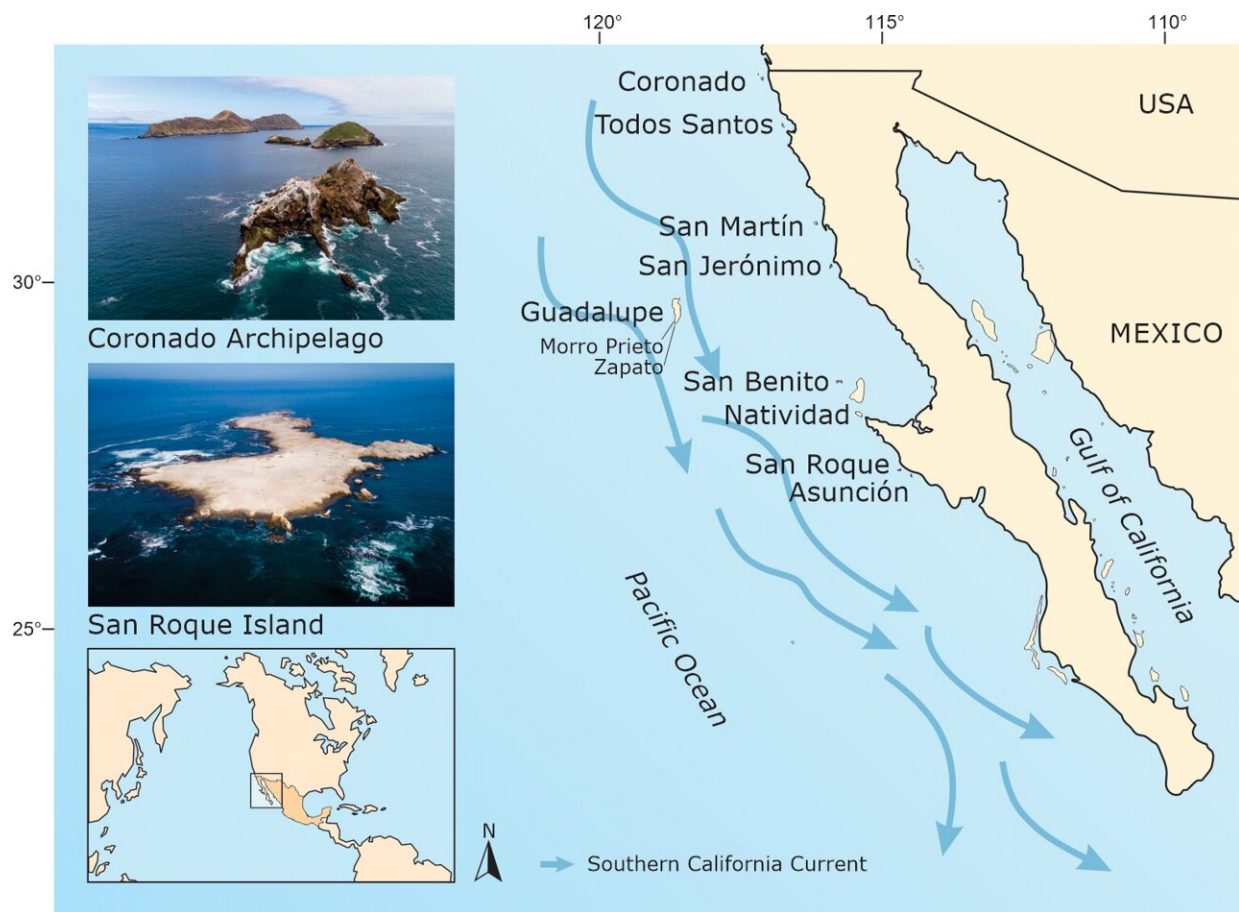 120°
115°
110°
Coronado
USA
Todos Santos
San Martín
San Jerónimo
30°
Guadalupe
Morro Prieto
Zapato
MEXICO
Coronado Archipelago
San Benito
Natividad
San Roque
Asunción
Gulf of California
Pacific Ocean
San Roque Island
25°
N
Southern California Current